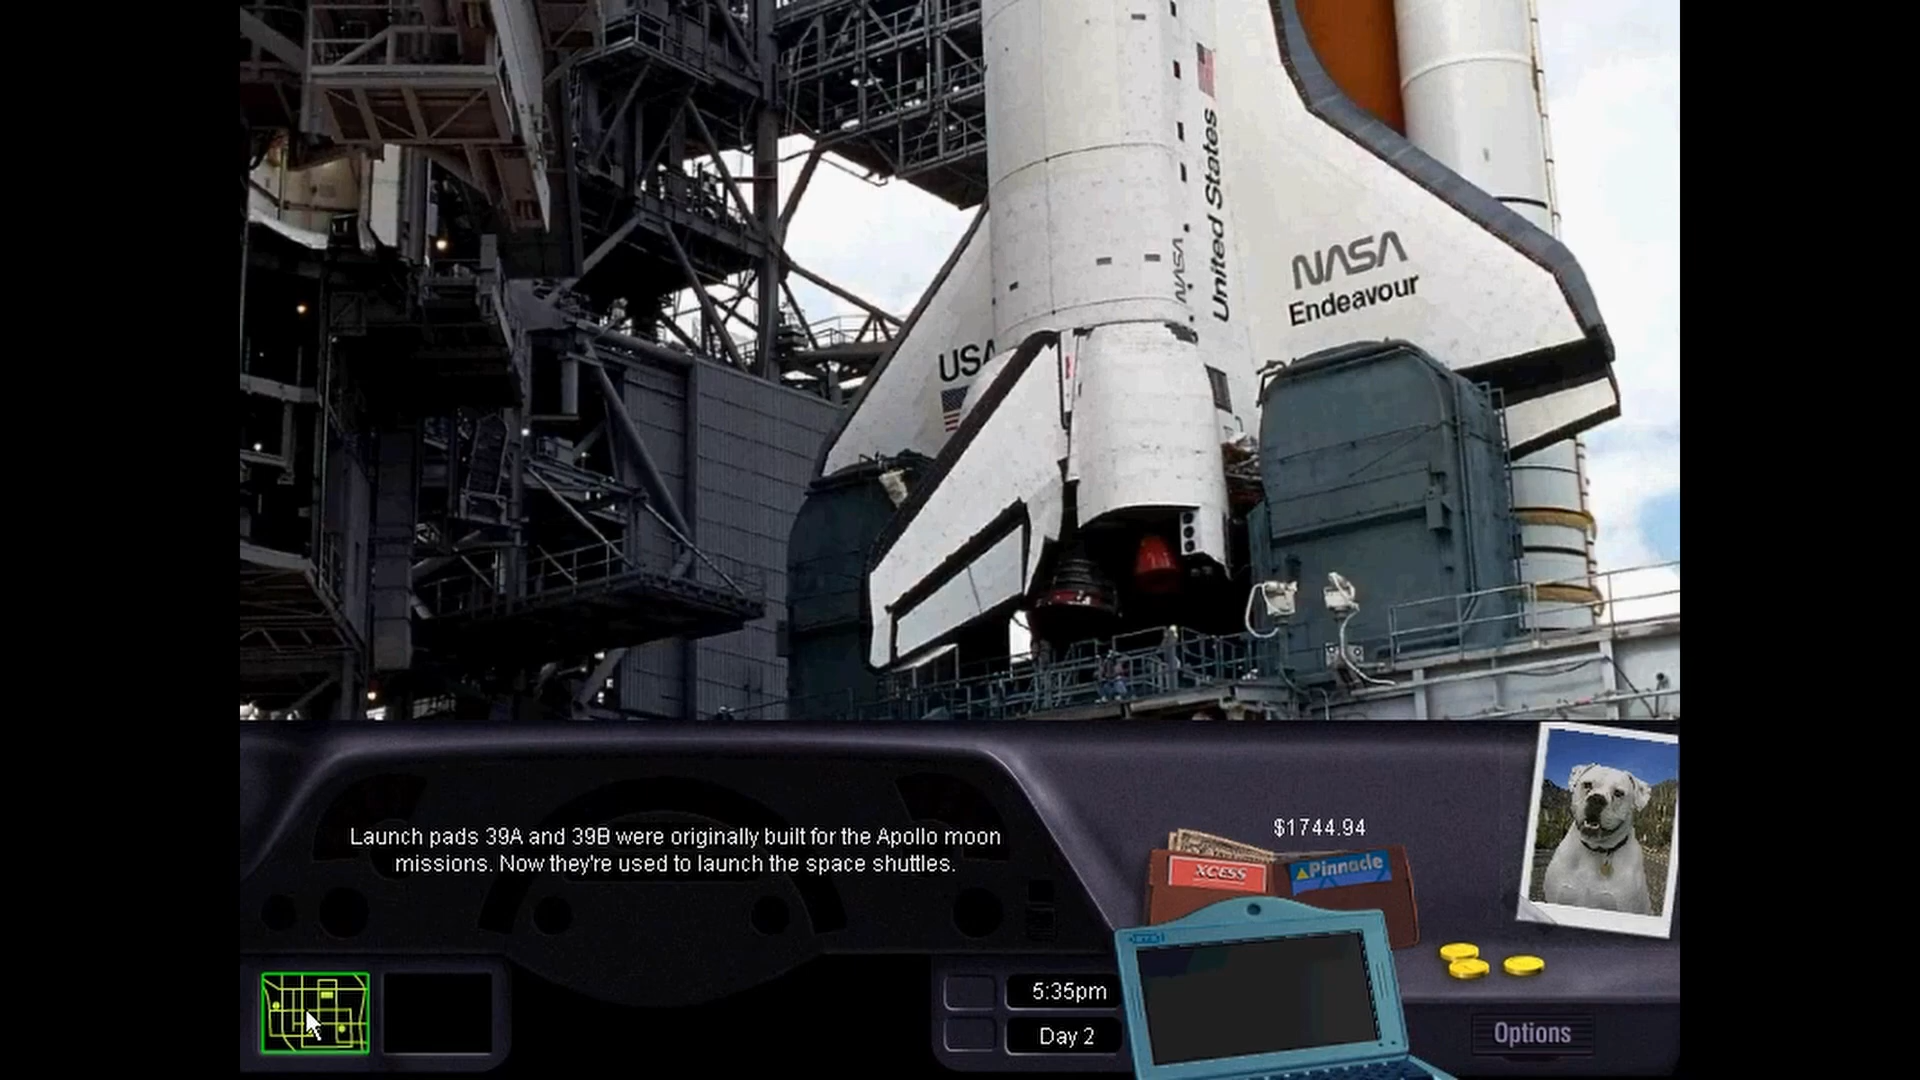 United States
NASA
NASA
Endeavour
USA
Launch pads 39A and 39B were originally built for the Apollo moon
missions. Now they're used to launch the space shuttles.
$1744.94
XCESS
Pinnacle
5:35pm
Day 2
Options